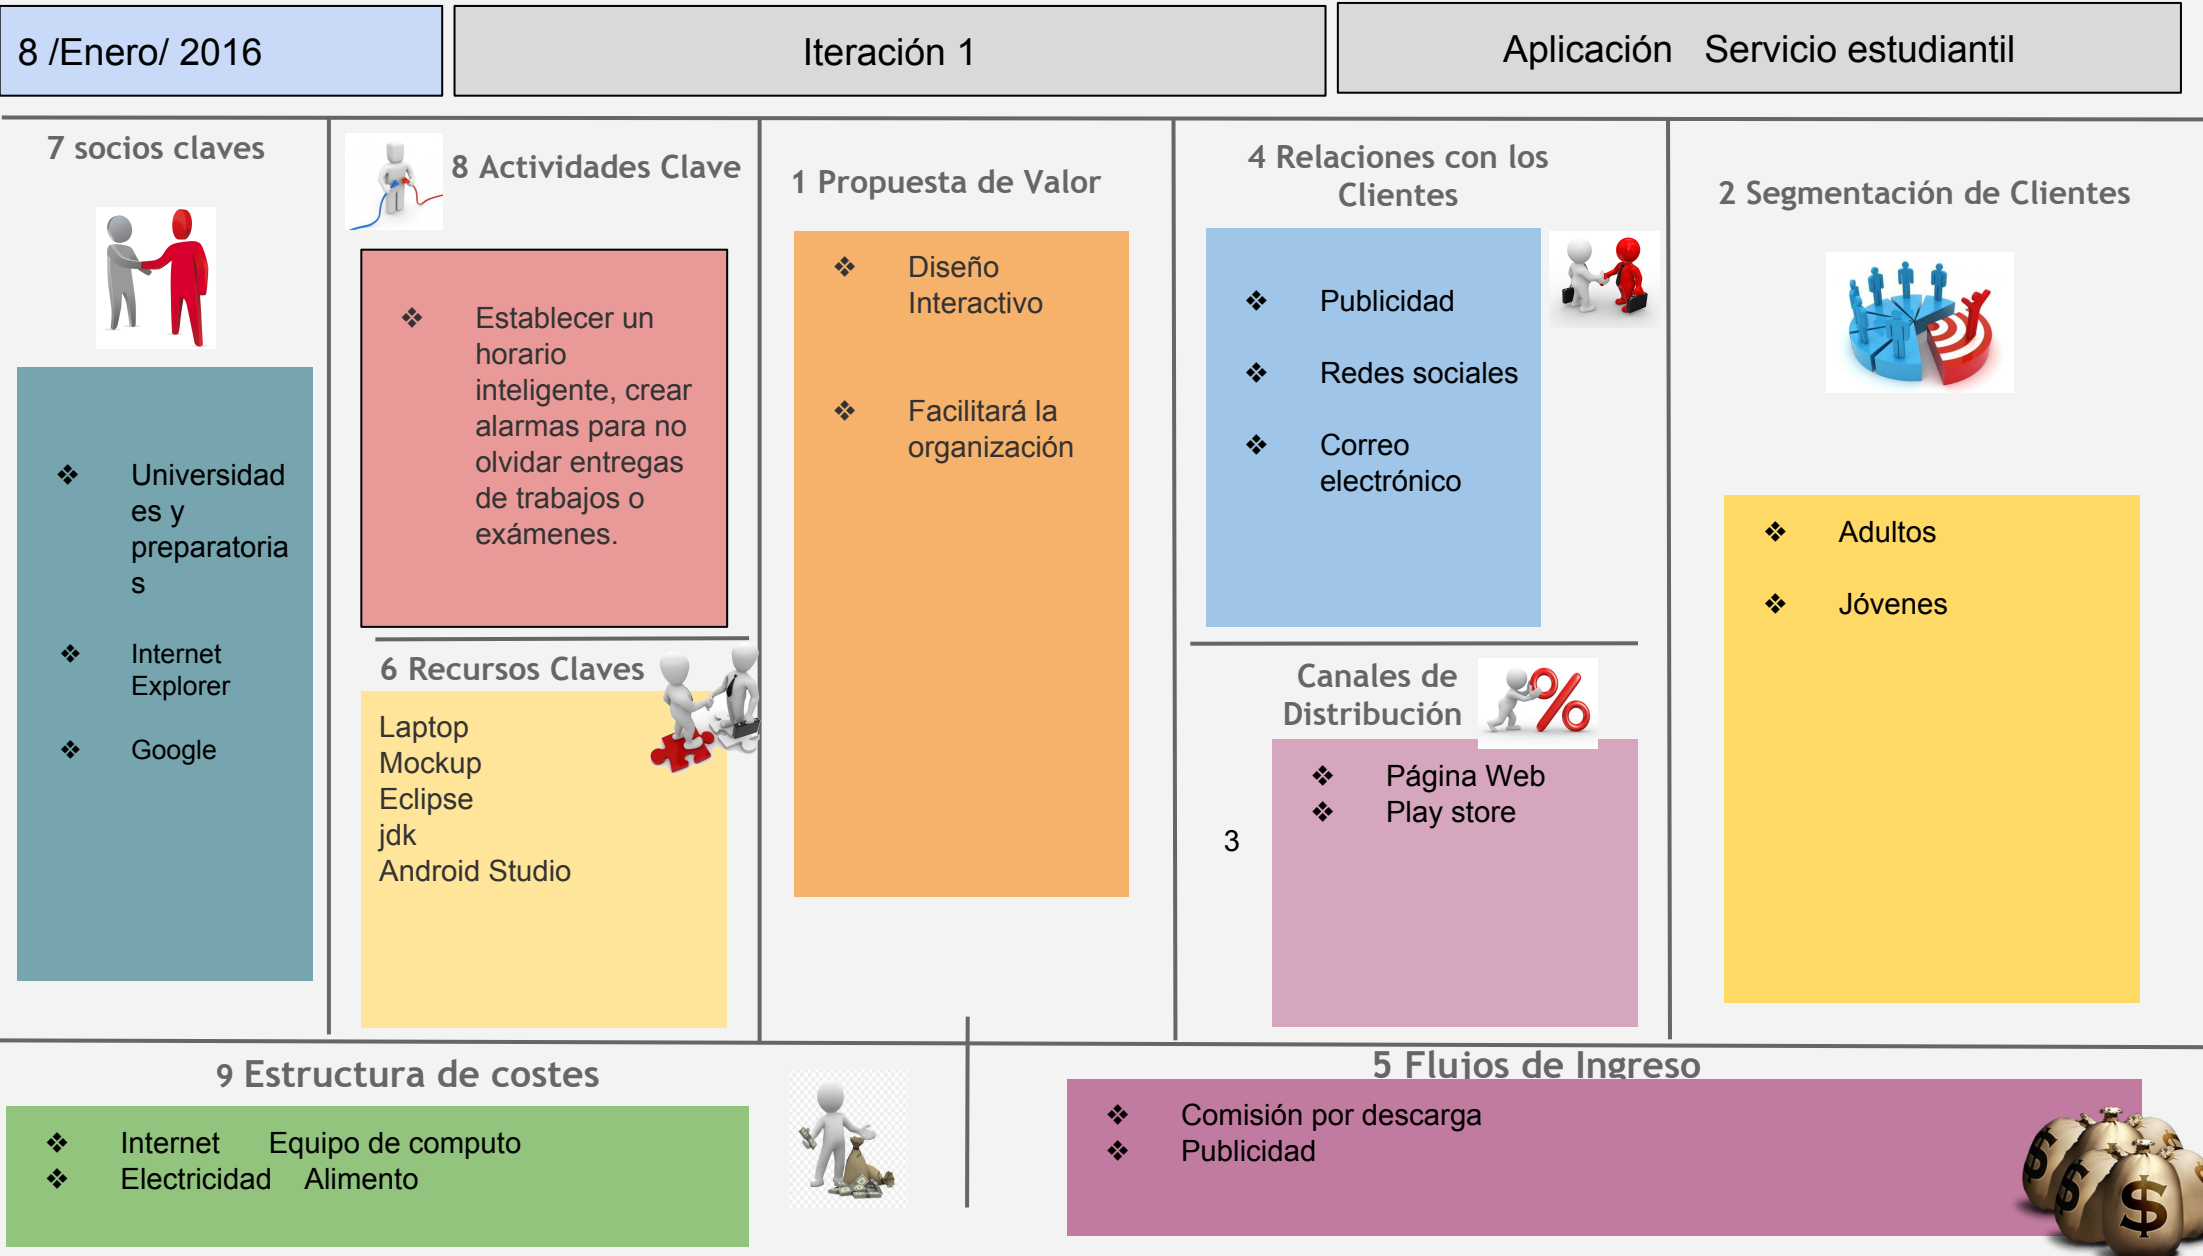 8 /Enero/ 2016
Iteración 1
Aplicación Servicio estudiantil
7 socios claves
❖ Universidad
es y
preparatoria
s
❖ Internet
Explorer
❖ Google
8 Actividades Clave
❖ Establecer un
horario
inteligente, crear
alarmas para no
olvidar entregas
de trabajos o
exámenes.
6 Recursos Claves
Laptop
Mockup
Eclipse
jdk
Android Studio
1 Propuesta de Valor
❖ Diseño
Interactivo
❖ Facilitará la
organización
4 Relaciones con los
Clientes
❖ Publicidad
❖ Redes sociales
❖ Correo
electrónico
Canales de
Distribución
%
3
❖ Página Web
❖ Play store
2 Segmentación de Clientes
❖ Adultos
❖ Jóvenes
9 Estructura de costes
❖ Internet Equipo de computo
❖ Electricidad Alimento
5 Flujos de Ingreso
❖ Comisión por descarga
❖ Publicidad
$ $ $